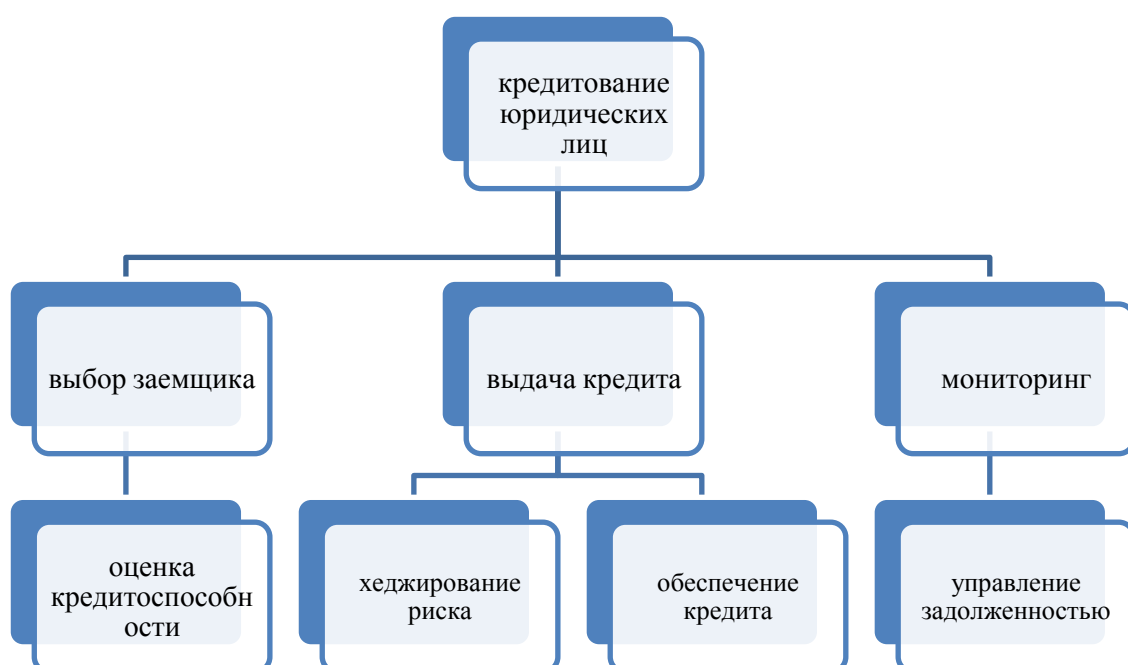 кредитование
юридических
лиц
выбор заемщика
выдача кредита
мониторинг
оценка
кредитоспособн
ости
хеджирование
риска
обеспечение
кредита
управление
задолженностью